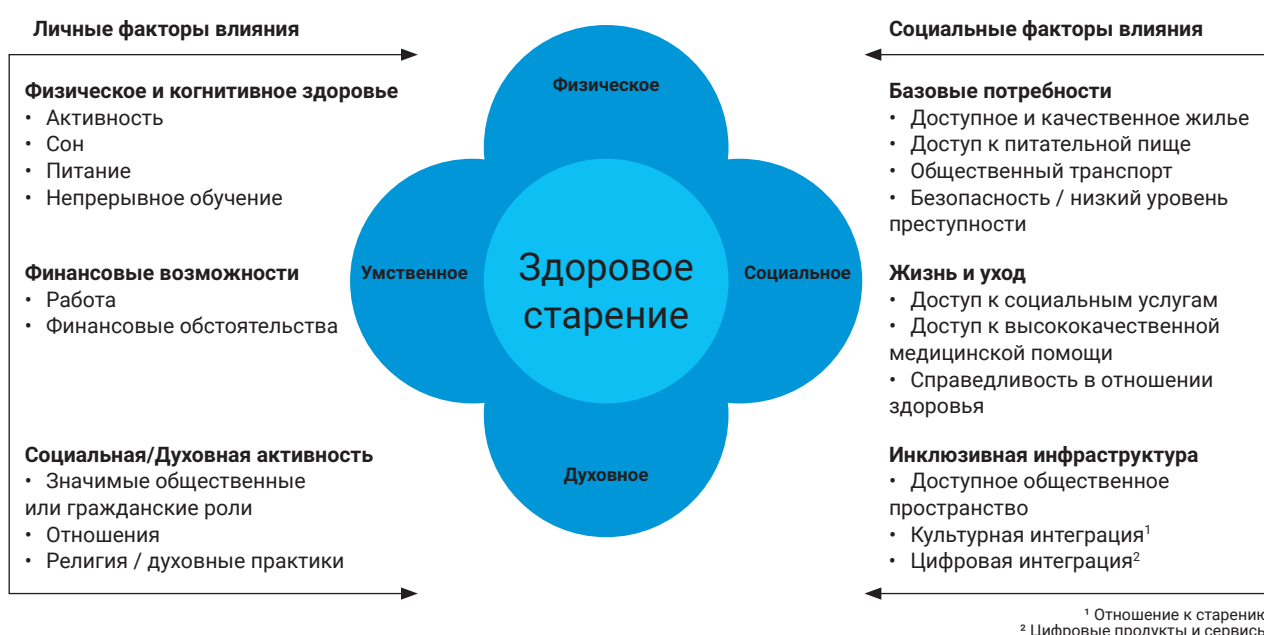 Личные факторы влияния
Физическое и когнитивное здоровье
• Активность
• Сон
• Питание
• Непрерывное обучение
Финансовые возможности
• Работа
• Финансовые обстоятельства
Социальная/Духовная активность
• Значимые общественные
или гражданские роли
• Отношения
• Религия / духовные практики
Физическое
Умственное
Здоровое
старение
Социальное
Духовное
Социальные факторы влияния
Базовые потребности
• Доступное и качественное жилье
• Доступ к питательной пище
• Общественный транспорт
• Безопасность / низкий уровень
преступности
Жизнь и уход
• Доступ к социальным услугам
• Доступ к высококачественной
медицинской помощи
• Справедливость в отношении
здоровья
Инклюзивная инфраструктура
• Доступное общественное
пространство
• Культурная интеграция¹
• Цифровая интеграция²
¹ Отношение к старению
² Цифровые продукты и сервисы